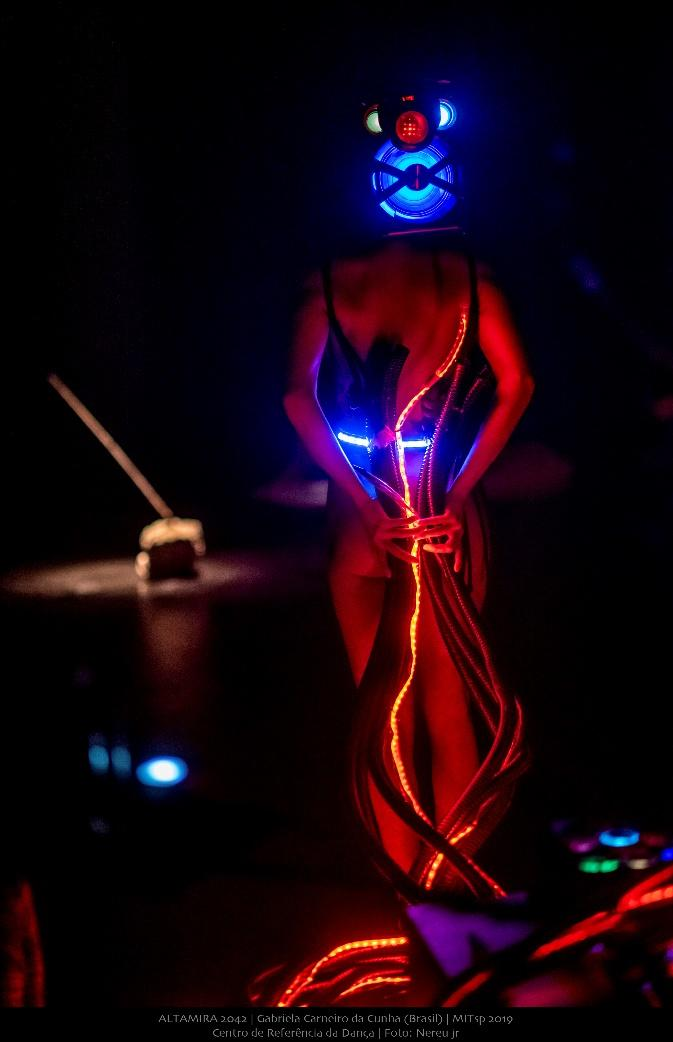 ALTAMIRA 2042 | Gabriela Carneiro da Cunha (Brasil) | MITsp 2019
Centro de Referência da Dança | Foto: Nereu jr